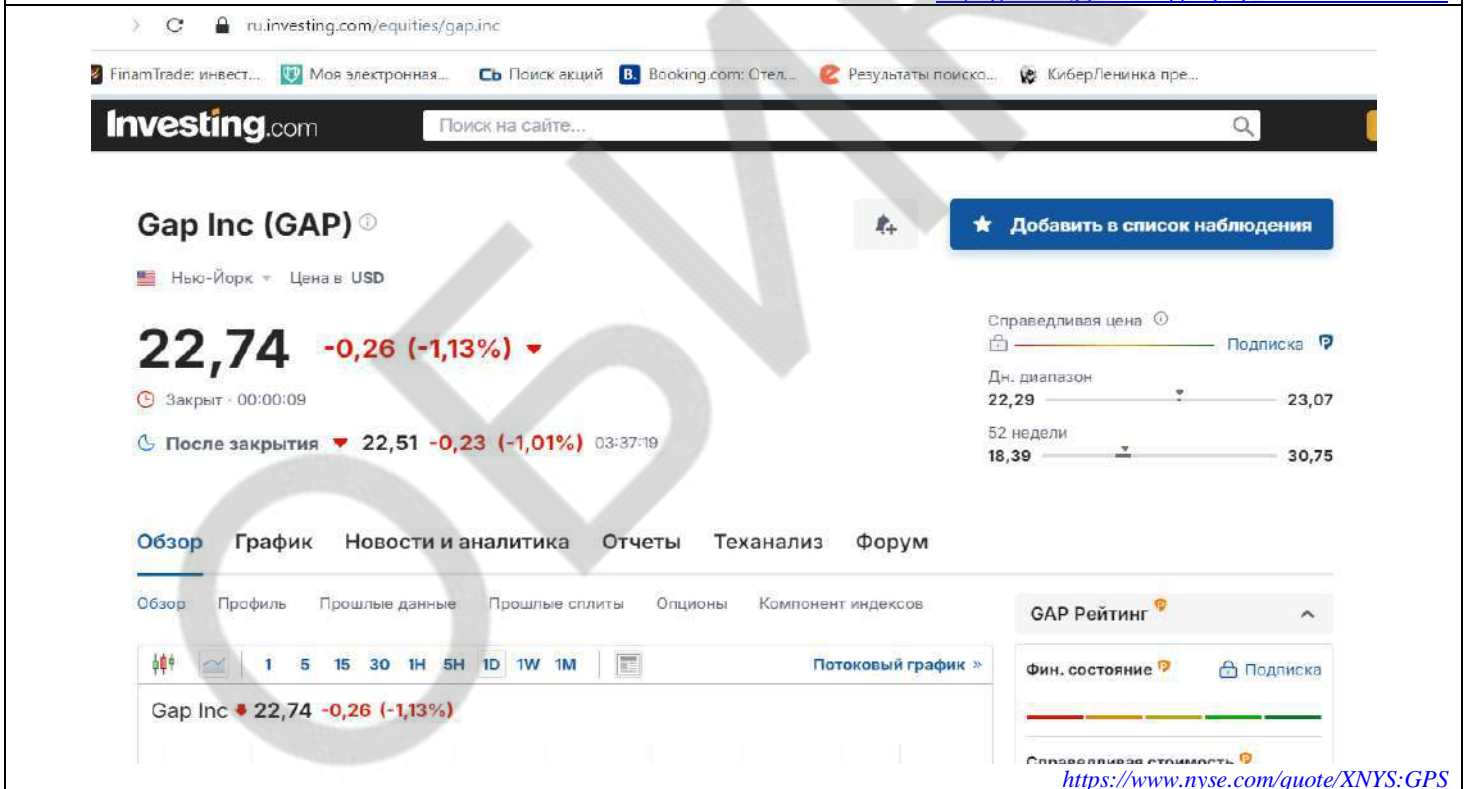 ru.investing.com/equities/gap.inc
FinamTrade: инвест... Моя электронная... Сь Поиск акций B. Booking.com: Отел... Результаты поиско... КиберЛенинка пре...
Investing.com Поиск на сайте...
Gap Inc (GAP)
Добавить в список наблюдения
Нью-Йорк Цена в USD
22,74 -0,26 (-1,13%)
Справедливая цена
Подписка
Закрыт · 00:00:09
Дн. диапазон
22,29 23,07
После закрытия 22,51 -0,23 (-1,01%) 03:37:19
52 недели
18,39 30,75
Обзор График Новости и аналитика Отчеты Теханализ Форум
Обзор Профиль Прошлые данные Прошлые сплиты Опционы Компонент индексов
GAP Рейтинг
1 5 15 30 1H 5H 1D 1W 1M Потоковый график »
Фин. состояние Подписка
Gap Inc 22,74 -0,26 (-1,13%)
Справедливая стоимость
https://www.nyse.com/quote/XNYS:GPS
ОБИ